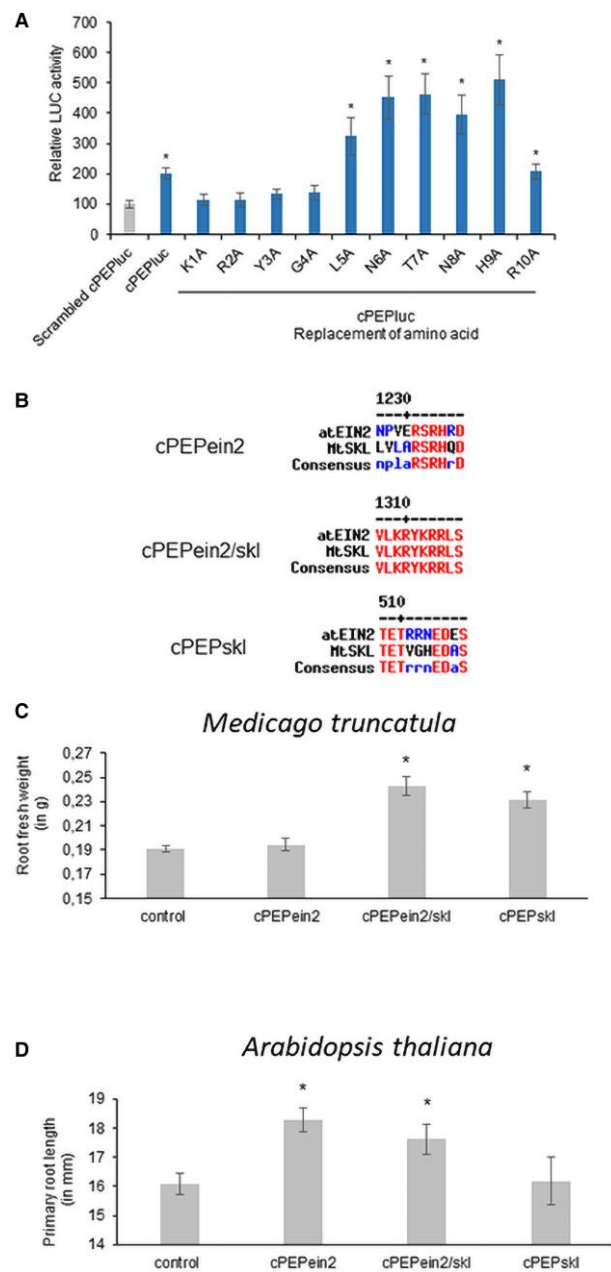 A
Relative LUC activity
700
600
500
400
300
200
100
0
* * * * * * *
Scrambled cPEPluc
cPEPluc
K1A
R2A
Y3A
G4A
L5A
N6A
T7A
N8A
H9A
R10A
cPEPluc
Replacement of amino acid
B
cPEPein2
1230
----+-------
atEIN2 NPYERSRHRD
MtSKL LYLARSRHQD
Consensus nplaRSRHrD
cPEPein2/skl
1310
---+-------
atEIN2 VLKRYKRRLS
MtSKL VLKRYKRRLS
Consensus VLKRYKRRLS
cPEPskl
510
--+-------
atEIN2 TETRRNEDES
MtSKL TETYGHEDAS
Consensus TETrrnEDaS
C
Medicago truncatula
Root fresh weight
(in g)
0,27
0,25
0,23
0,21
0,19
0,17
0,15
* *
control cPEPein2 cPEPein2/skl cPEPskl
D
Arabidopsis thaliana
Primary root length
(in mm)
19
18
17
16
15
14
* *
control cPEPein2 cPEPein2/skl cPEPskl